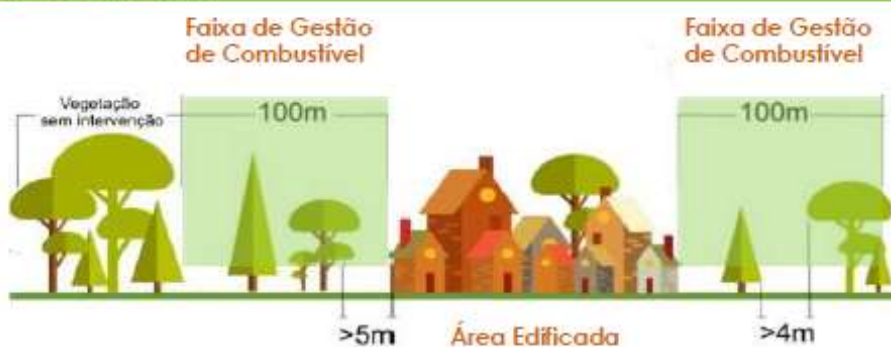 Faixa de Gestão
de Combustível
Faixa de Gestão
de Combustível
Vegetação
sem intervenção
100m
100m
>5m
Área Edificada
>4m